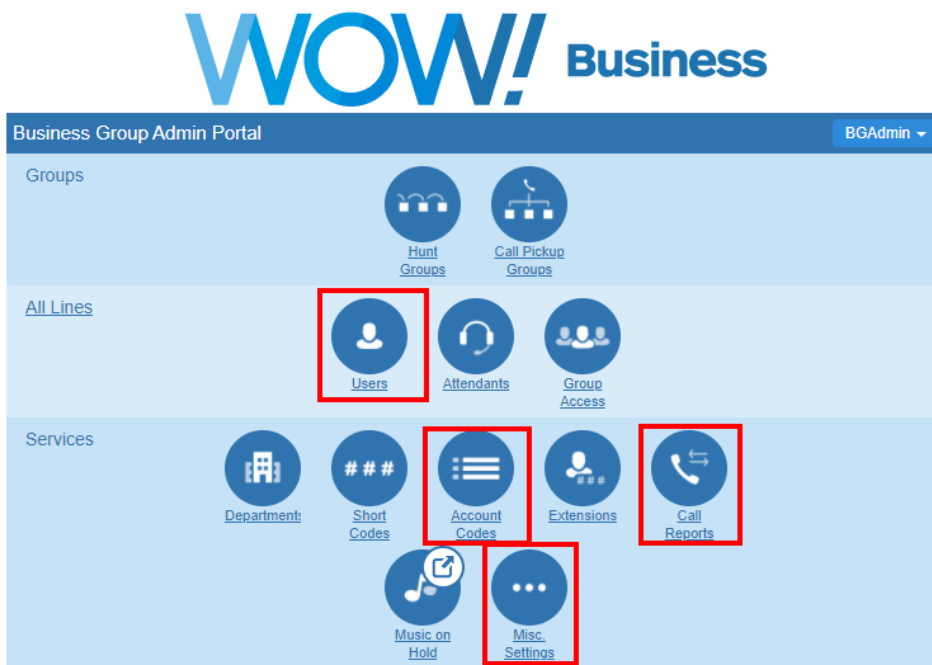 WOW! Business
Business Group Admin Portal
BGAdmin
Groups
Hunt
Groups
Call Pickup
Groups
All Lines
Users
Attendants
Group
Access
Services
###
###
Departments
Short
Codes
Account
Codes
Extensions
Call
Reports
Music on
Hold
Misc.
Settings